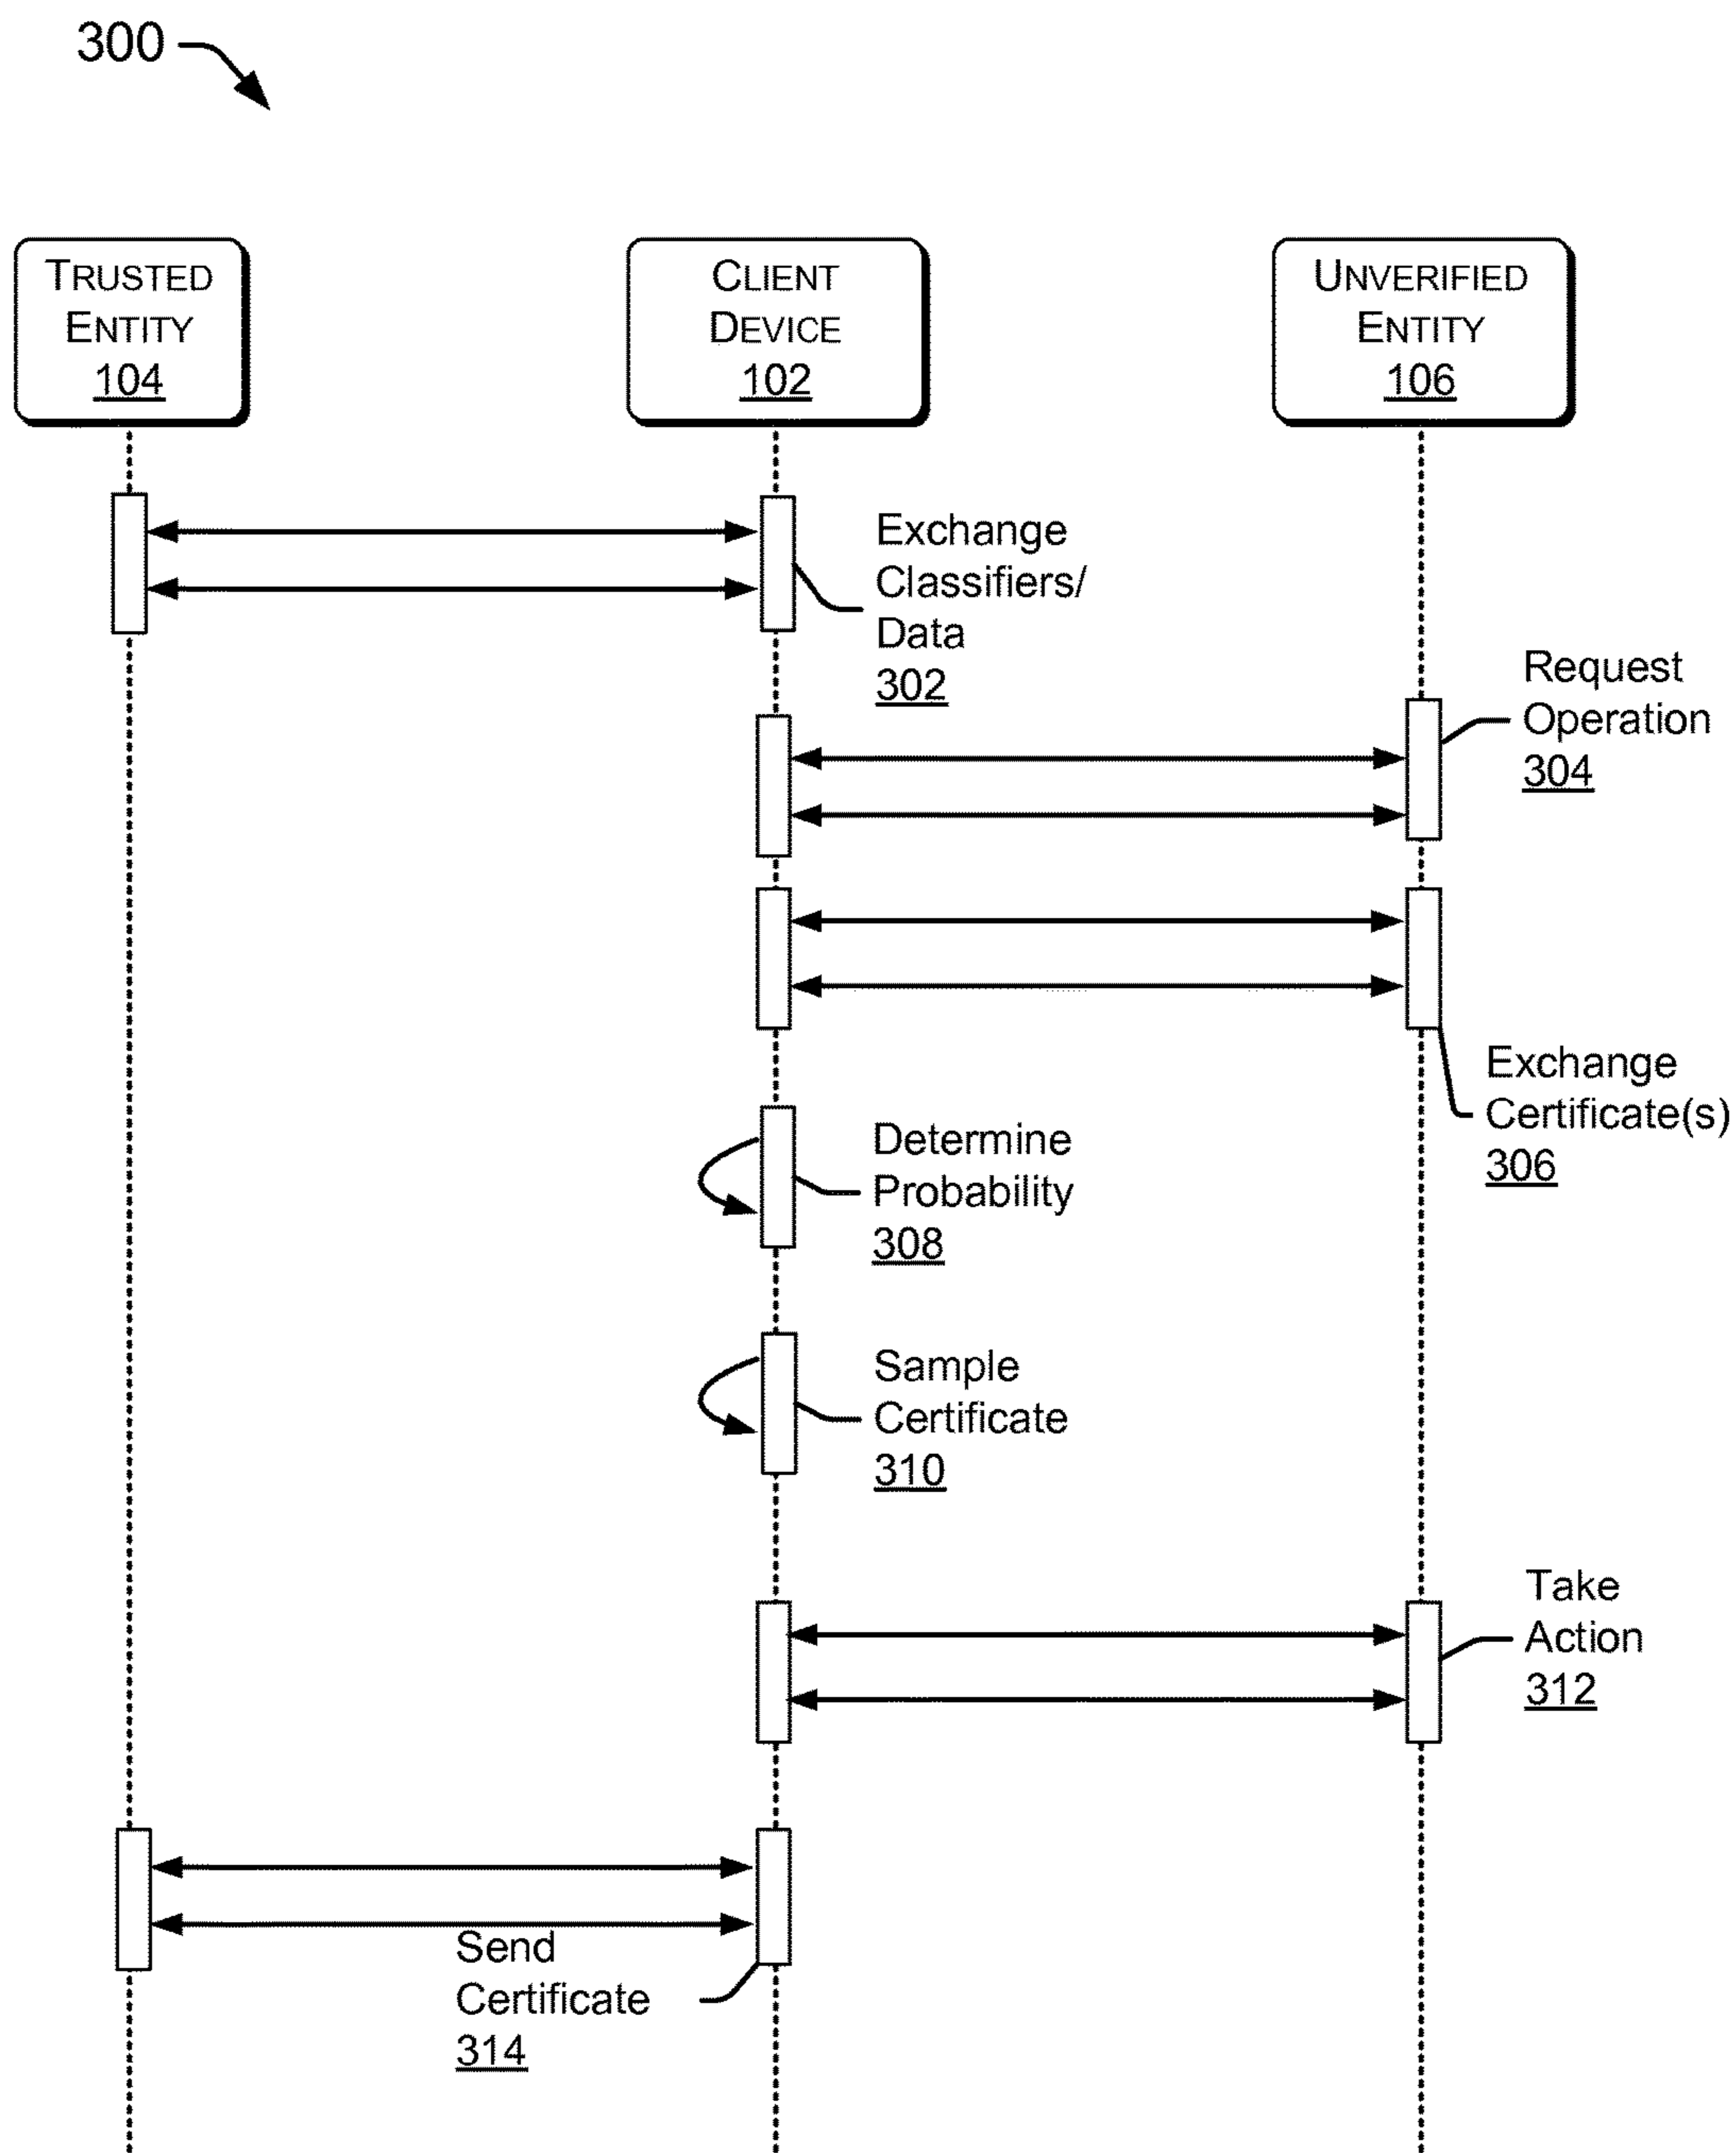 300
TRUSTED
ENTITY
104
CLIENT
DEVICE
102
UNVERIFIED
ENTITY
106
Exchange
Classifiers/
Data
302
Request
Operation
304
Exchange
Certificate(s)
306
Determine
Probability
308
Sample
Certificate
310
Take
Action
312
Send
Certificate
314